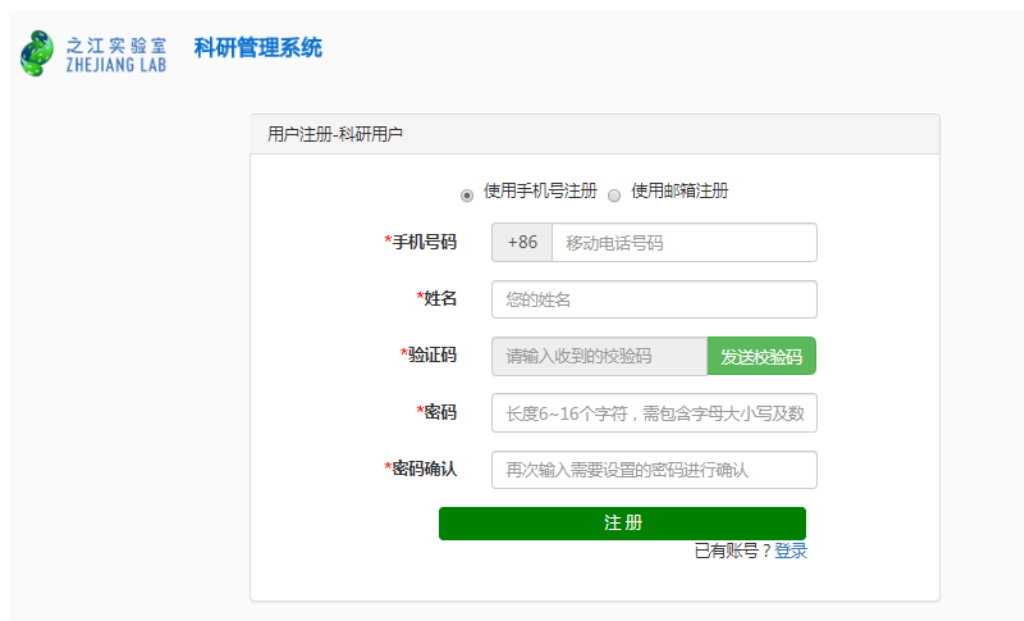 之江实验室 科研管理系统
ZHEJIANG LAB
用户注册-科研用户
使用手机号注册 使用邮箱注册
*手机号码 +86 移动电话号码
*姓名 您的姓名
*验证码 请输入收到的校验码 发送校验码
*密码 长度6~16个字符，需包含字母大小写及数
*密码确认 再次输入需要设置的密码进行确认
注 册
已有账号？登录